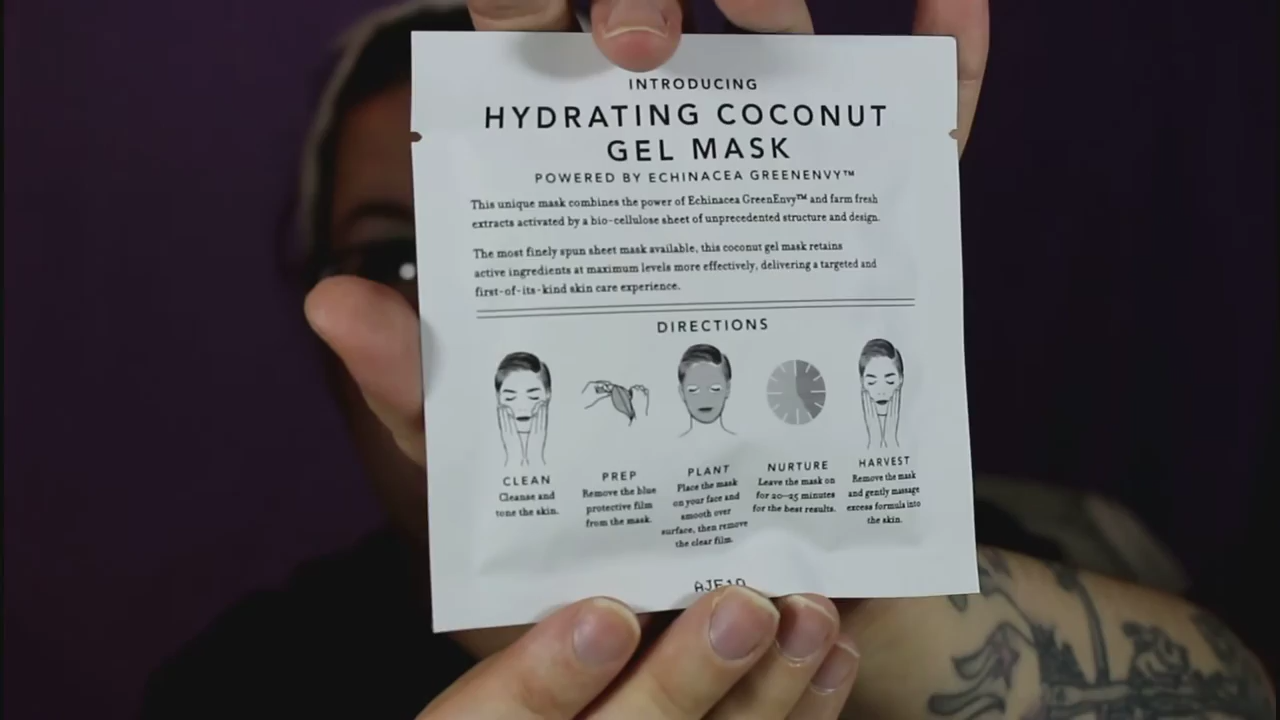 INTRODUCING
HYDRATING COCONUT
GEL MASK
POWERED BY ECHINACEA GREENENVY™
This unique mask combines the power of Echinacea GreenEnvy™ and farm fresh
extracts activated by a bio-cellulose sheet of unprecedented structure and design.
The most finely spun sheet mask available, this coconut gel mask retains
active ingredients at maximum levels more effectively, delivering a targeted and
first-of-its-kind skin care experience.
DIRECTIONS
CLEAN
Cleanse and
tone the skin.
PREP
Remove the blue
protective film
from the mask.
PLANT
Place the mask
on your face and
smooth over
surface, then remove
the clear film.
NURTURE
Leave the mask on
for 20–25 minutes
for the best results.
HARVEST
Remove the mask
and gently massage
excess formula into
the skin.